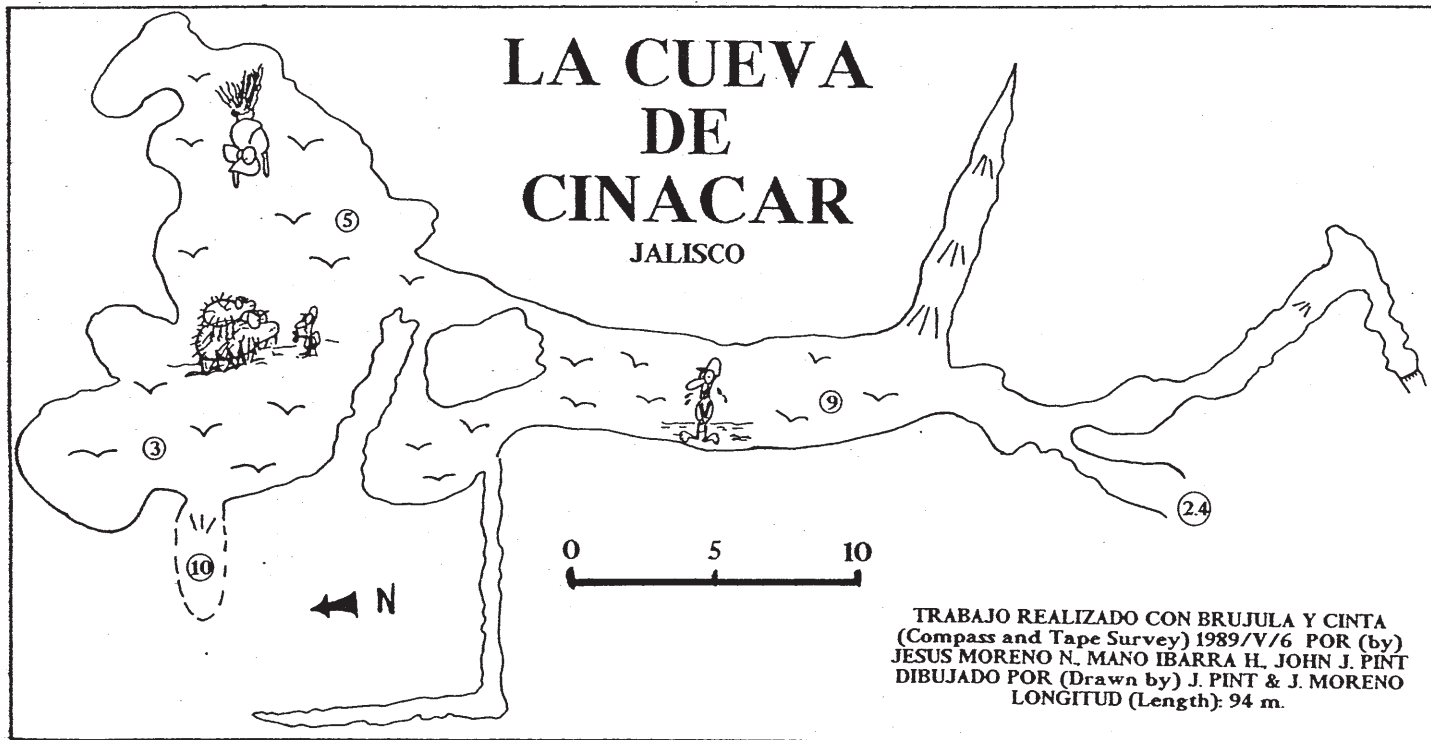 LA CUEVA
DE
CINACAR
JALISCO
5
3
9
10
2.4
0 5 10
N
TRABAJO REALIZADO CON BRUJULA Y CINTA
(Compass and Tape Survey) 1989/V/6 POR (by)
JESUS MORENO N., MANO IBARRA H., JOHN J. PINT
DIBUJADO POR (Drawn by) J. PINT & J. MORENO
LONGITUD (Length): 94 m.